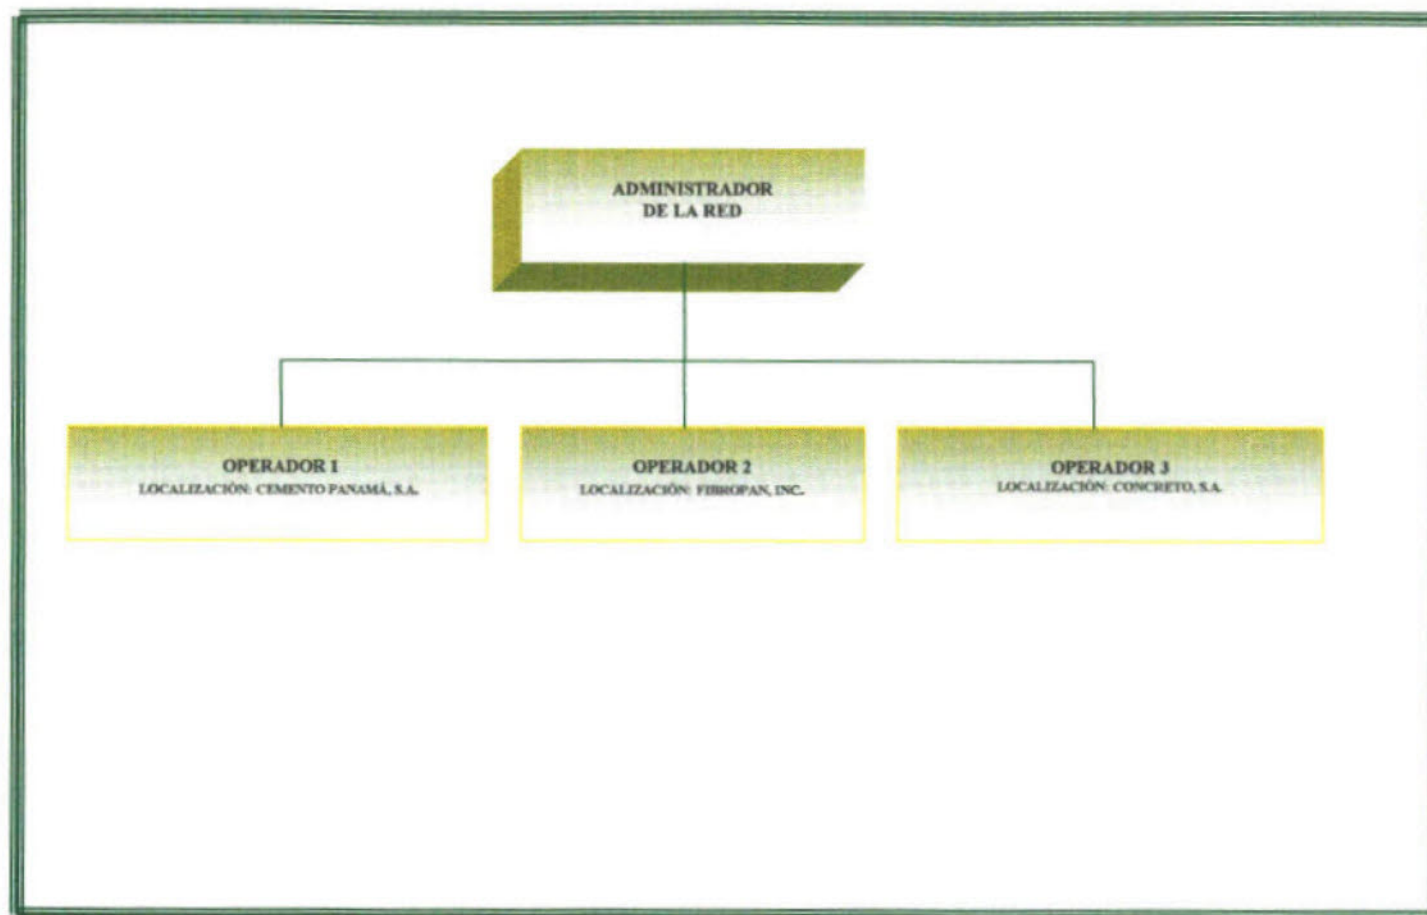 ADMINISTRADOR
DE LA RED
OPERADOR 1
LOCALIZACIÓN: CEMENTO PANAMÁ, S.A.
OPERADOR 2
LOCALIZACIÓN: FIBROPAN, INC.
OPERADOR 3
LOCALIZACIÓN: CONCRETO, S.A.